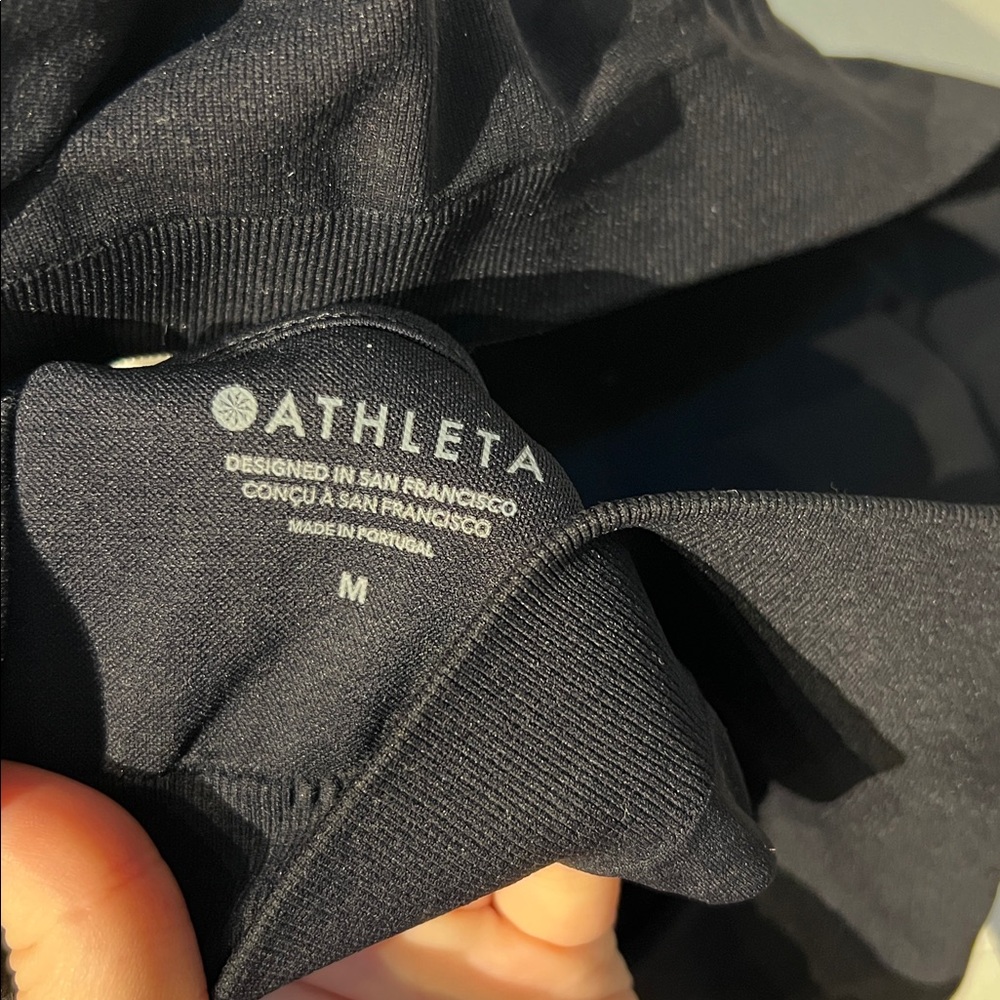 ATHLETA
DESIGNED IN SAN FRANCISCO
CONÇU À SAN FRANCISCO
MADE IN PORTUGAL
M